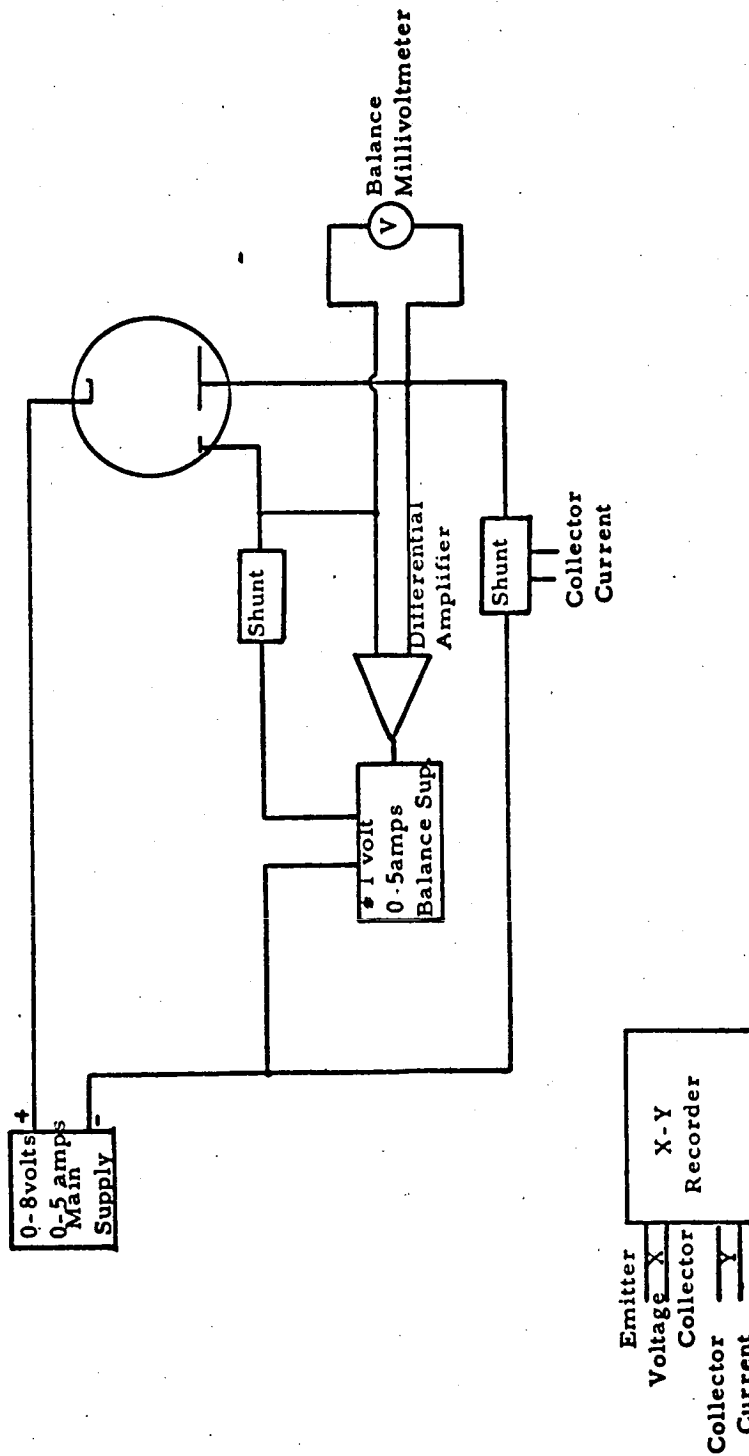 0-8volts
0-5 amps
Main
Supply
+
-
Shunt
# 1 volt
0-5amps
Balance Sup.
Differential
Amplifier
Balance
Millivoltmeter
V
Shunt
Collector
Current
Emitter
Voltage X
Collector
Collector
Y
Current
X-Y
Recorder